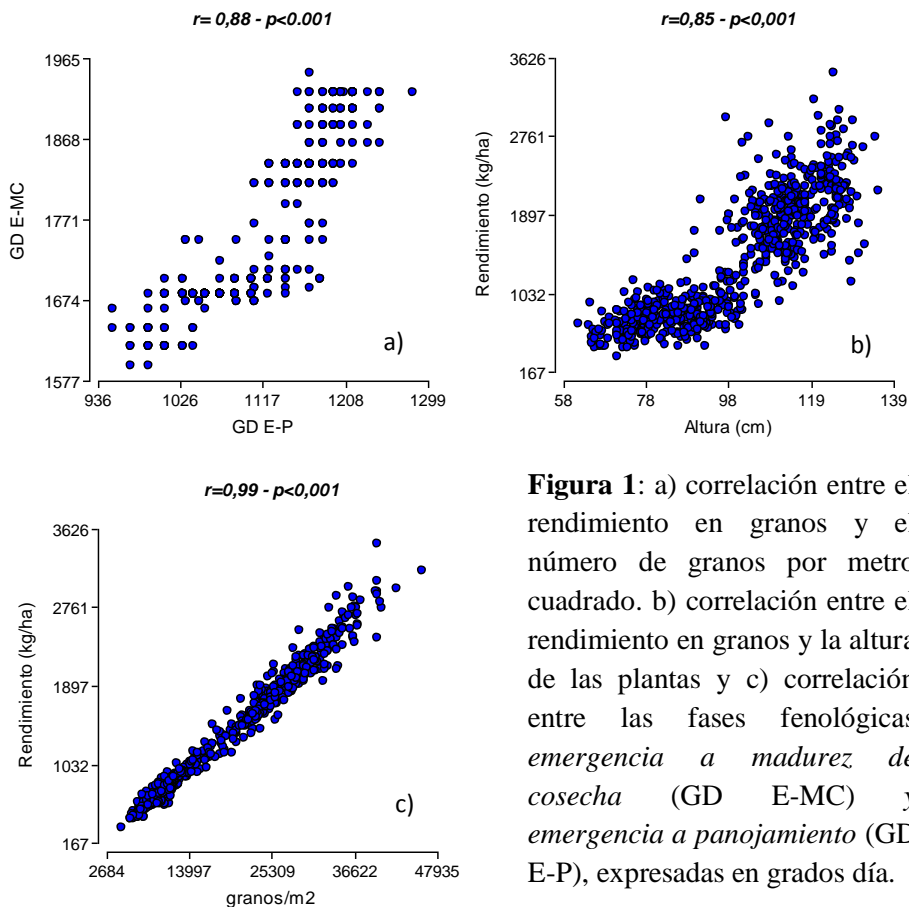 r= 0,88 - p<0.001
1965
1868
1771
1674
1577
GD E-MC
936
1026
1117
1208
1299
GD E-P
a)
r=0,85 - p<0,001
3626
2761
1897
1032
167
Rendimiento (kg/ha)
58
78
98
119
139
Altura (cm)
b)
r=0,99 - p<0,001
3626
2761
1897
1032
167
Rendimiento (kg/ha)
2684
13997
25309
36622
47935
granos/m2
c)
Figura 1: a) correlación entre el
rendimiento en granos y el
número de granos por metro
cuadrado. b) correlación entre el
rendimiento en granos y la altura
de las plantas y c) correlación
entre las fases fenológicas
emergencia a madurez de
cosecha (GD E-MC) y
emergencia a panojamiento (GD
E-P), expresadas en grados día.